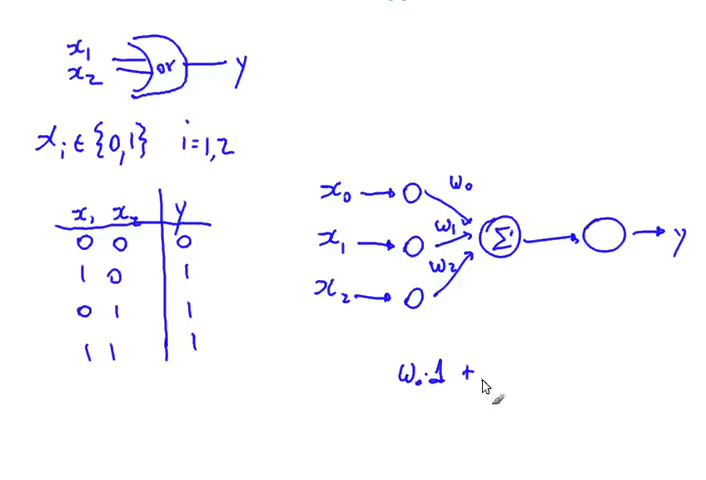 x₁
x₂ or y
xᵢ ∈ {0,1} i=1,2
x₁ x₂ y
0 0 0
1 0 1
0 1 1
1 1 1
x₀ w₀
x₁ w₁ Σ y
x₂ w₂
w₀·1 +